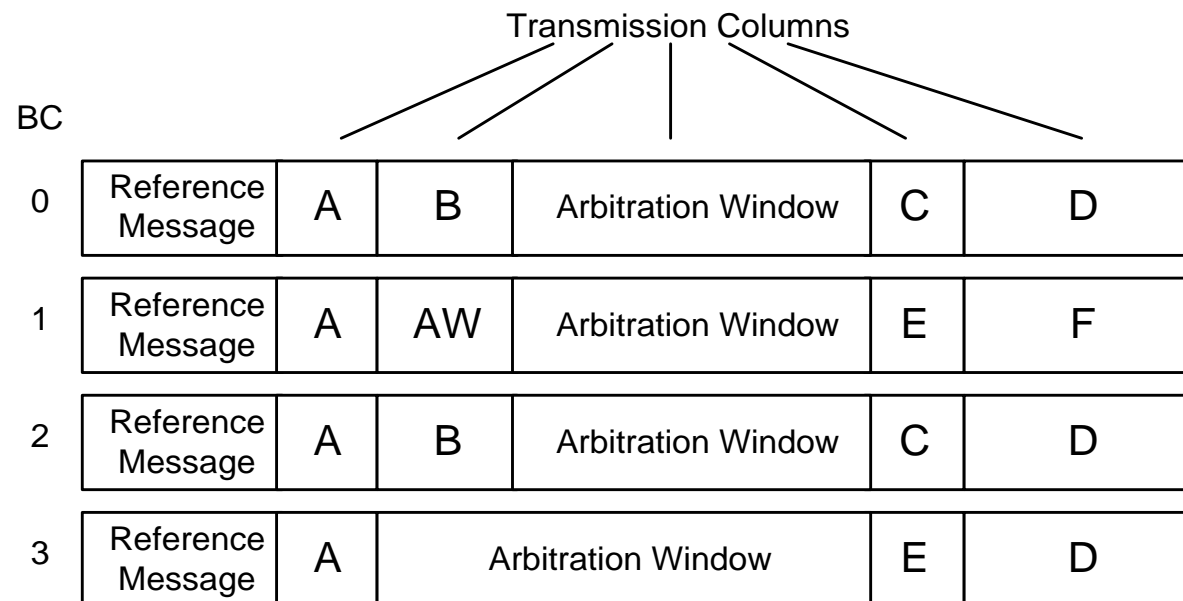 Transmission Columns
BC
0 Reference Message A B Arbitration Window C D
1 Reference Message A AW Arbitration Window E F
2 Reference Message A B Arbitration Window C D
3 Reference Message A Arbitration Window E D